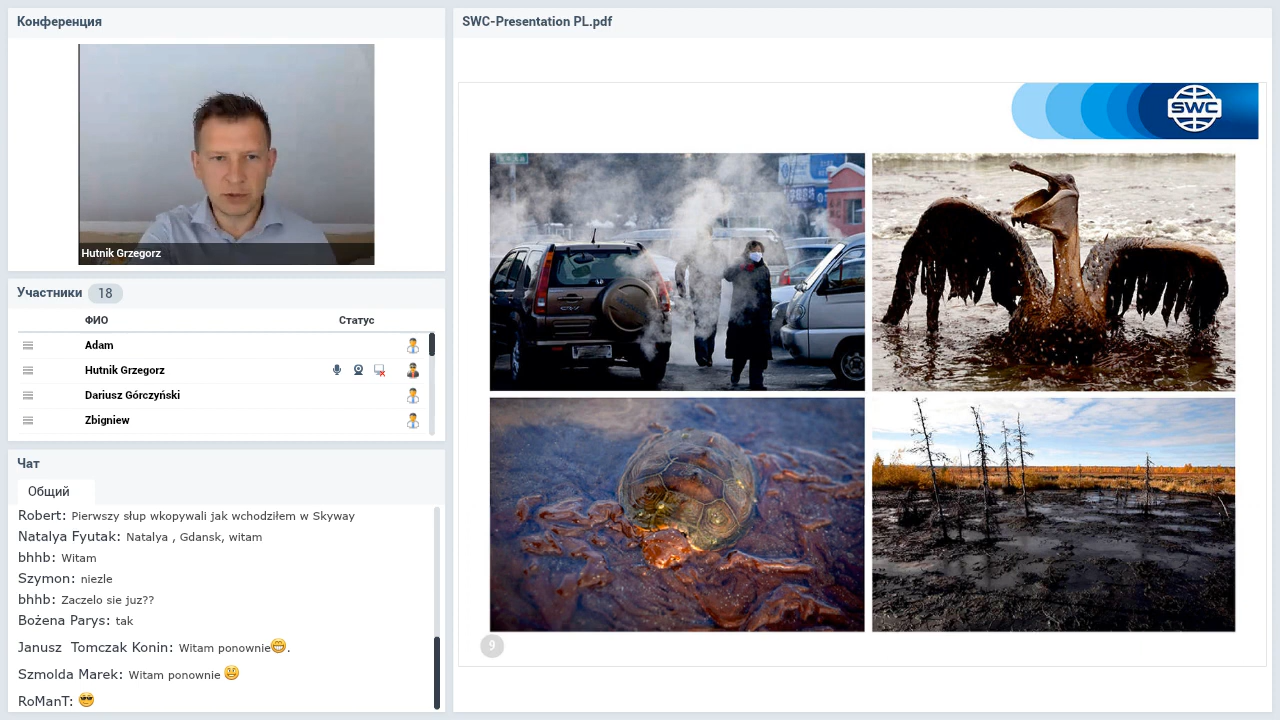 Конференция
Hutnik Grzegorz
Участники 18
ФИО Статус
Adam
Hutnik Grzegorz
Dariusz Górczyński
Zbigniew
Чат
Общий
Robert: Pierwszy słup wkopywali jak wchodziłem w Skyway
Natalya Fyutak: Natalya , Gdansk, witam
bhhb: Witam
Szymon: niezle
bhhb: Zaczelo sie juz??
Bożena Parys: tak
Janusz Tomczak Konin: Witam ponownie😁.
Szmolda Marek: Witam ponownie 😁
RoManT: 😎
SWC-Presentation PL.pdf
SWC
9